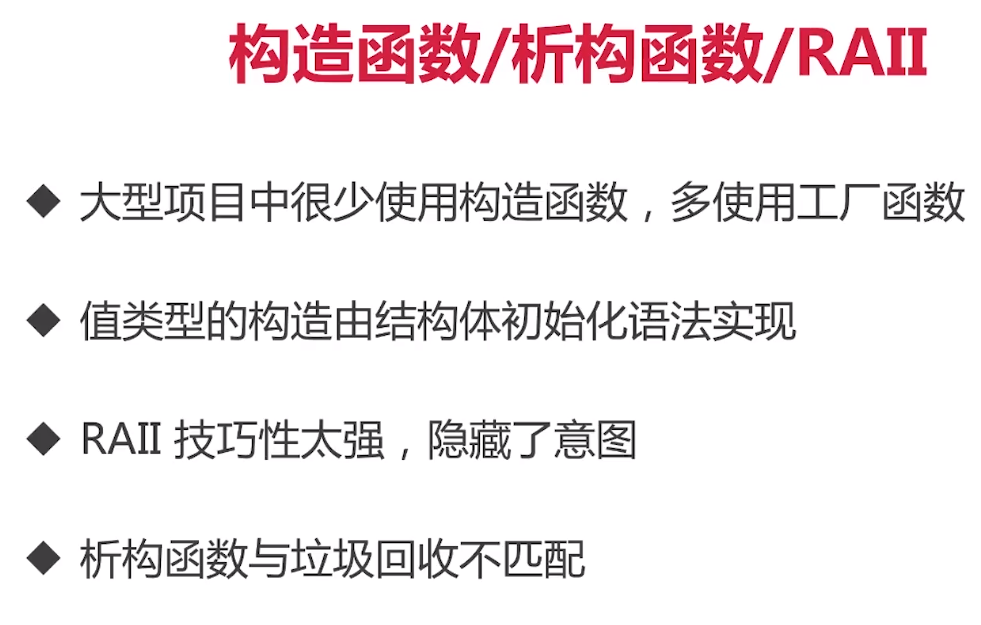 构造函数/析构函数/RAII
◆ 大型项目中很少使用构造函数，多使用工厂函数
◆ 值类型的构造由结构体初始化语法实现
◆ RAII 技巧性太强，隐藏了意图
◆ 析构函数与垃圾回收不匹配